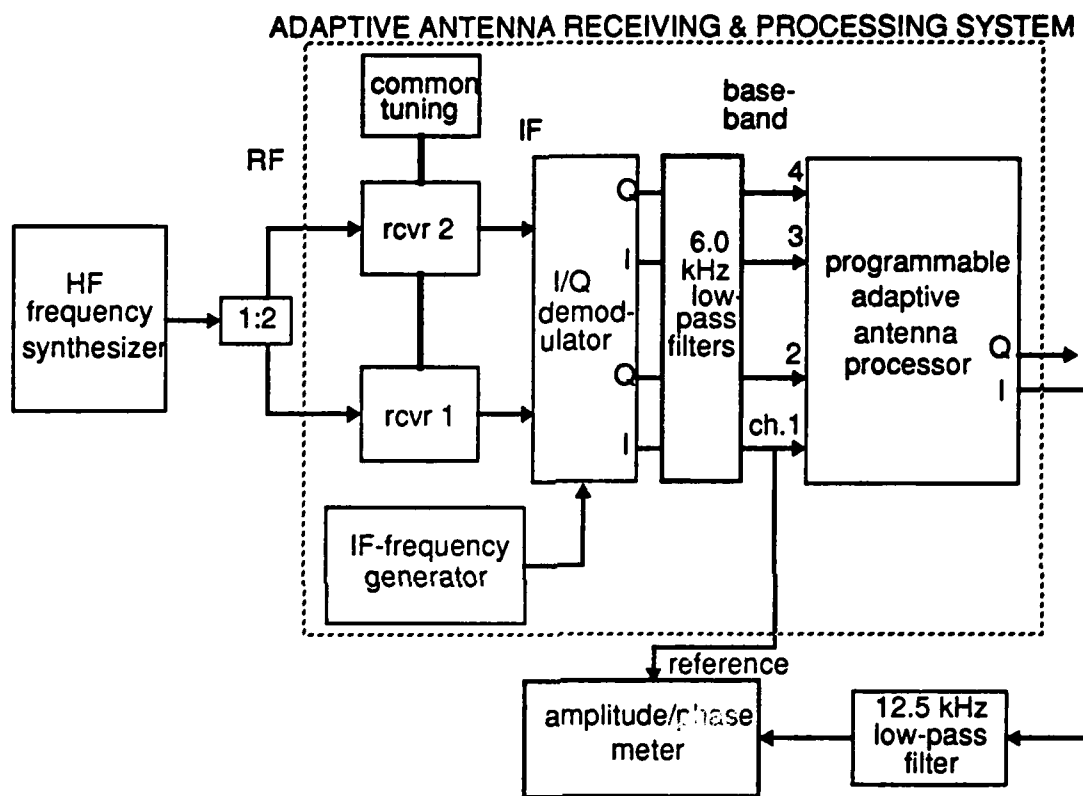 ADAPTIVE ANTENNA RECEIVING & PROCESSING SYSTEM
common
tuning
RF
IF
base-
band
HF
frequency
synthesizer
1:2
rcvr 2
rcvr 1
I/Q
demod-
ulator
Q
I
Q
I
6.0
kHz
low-
pass
filters
4
3
2
ch.1
programmable
adaptive
antenna
processor
Q
I
IF-frequency
generator
reference
amplitude/phase
meter
12.5 kHz
low-pass
filter